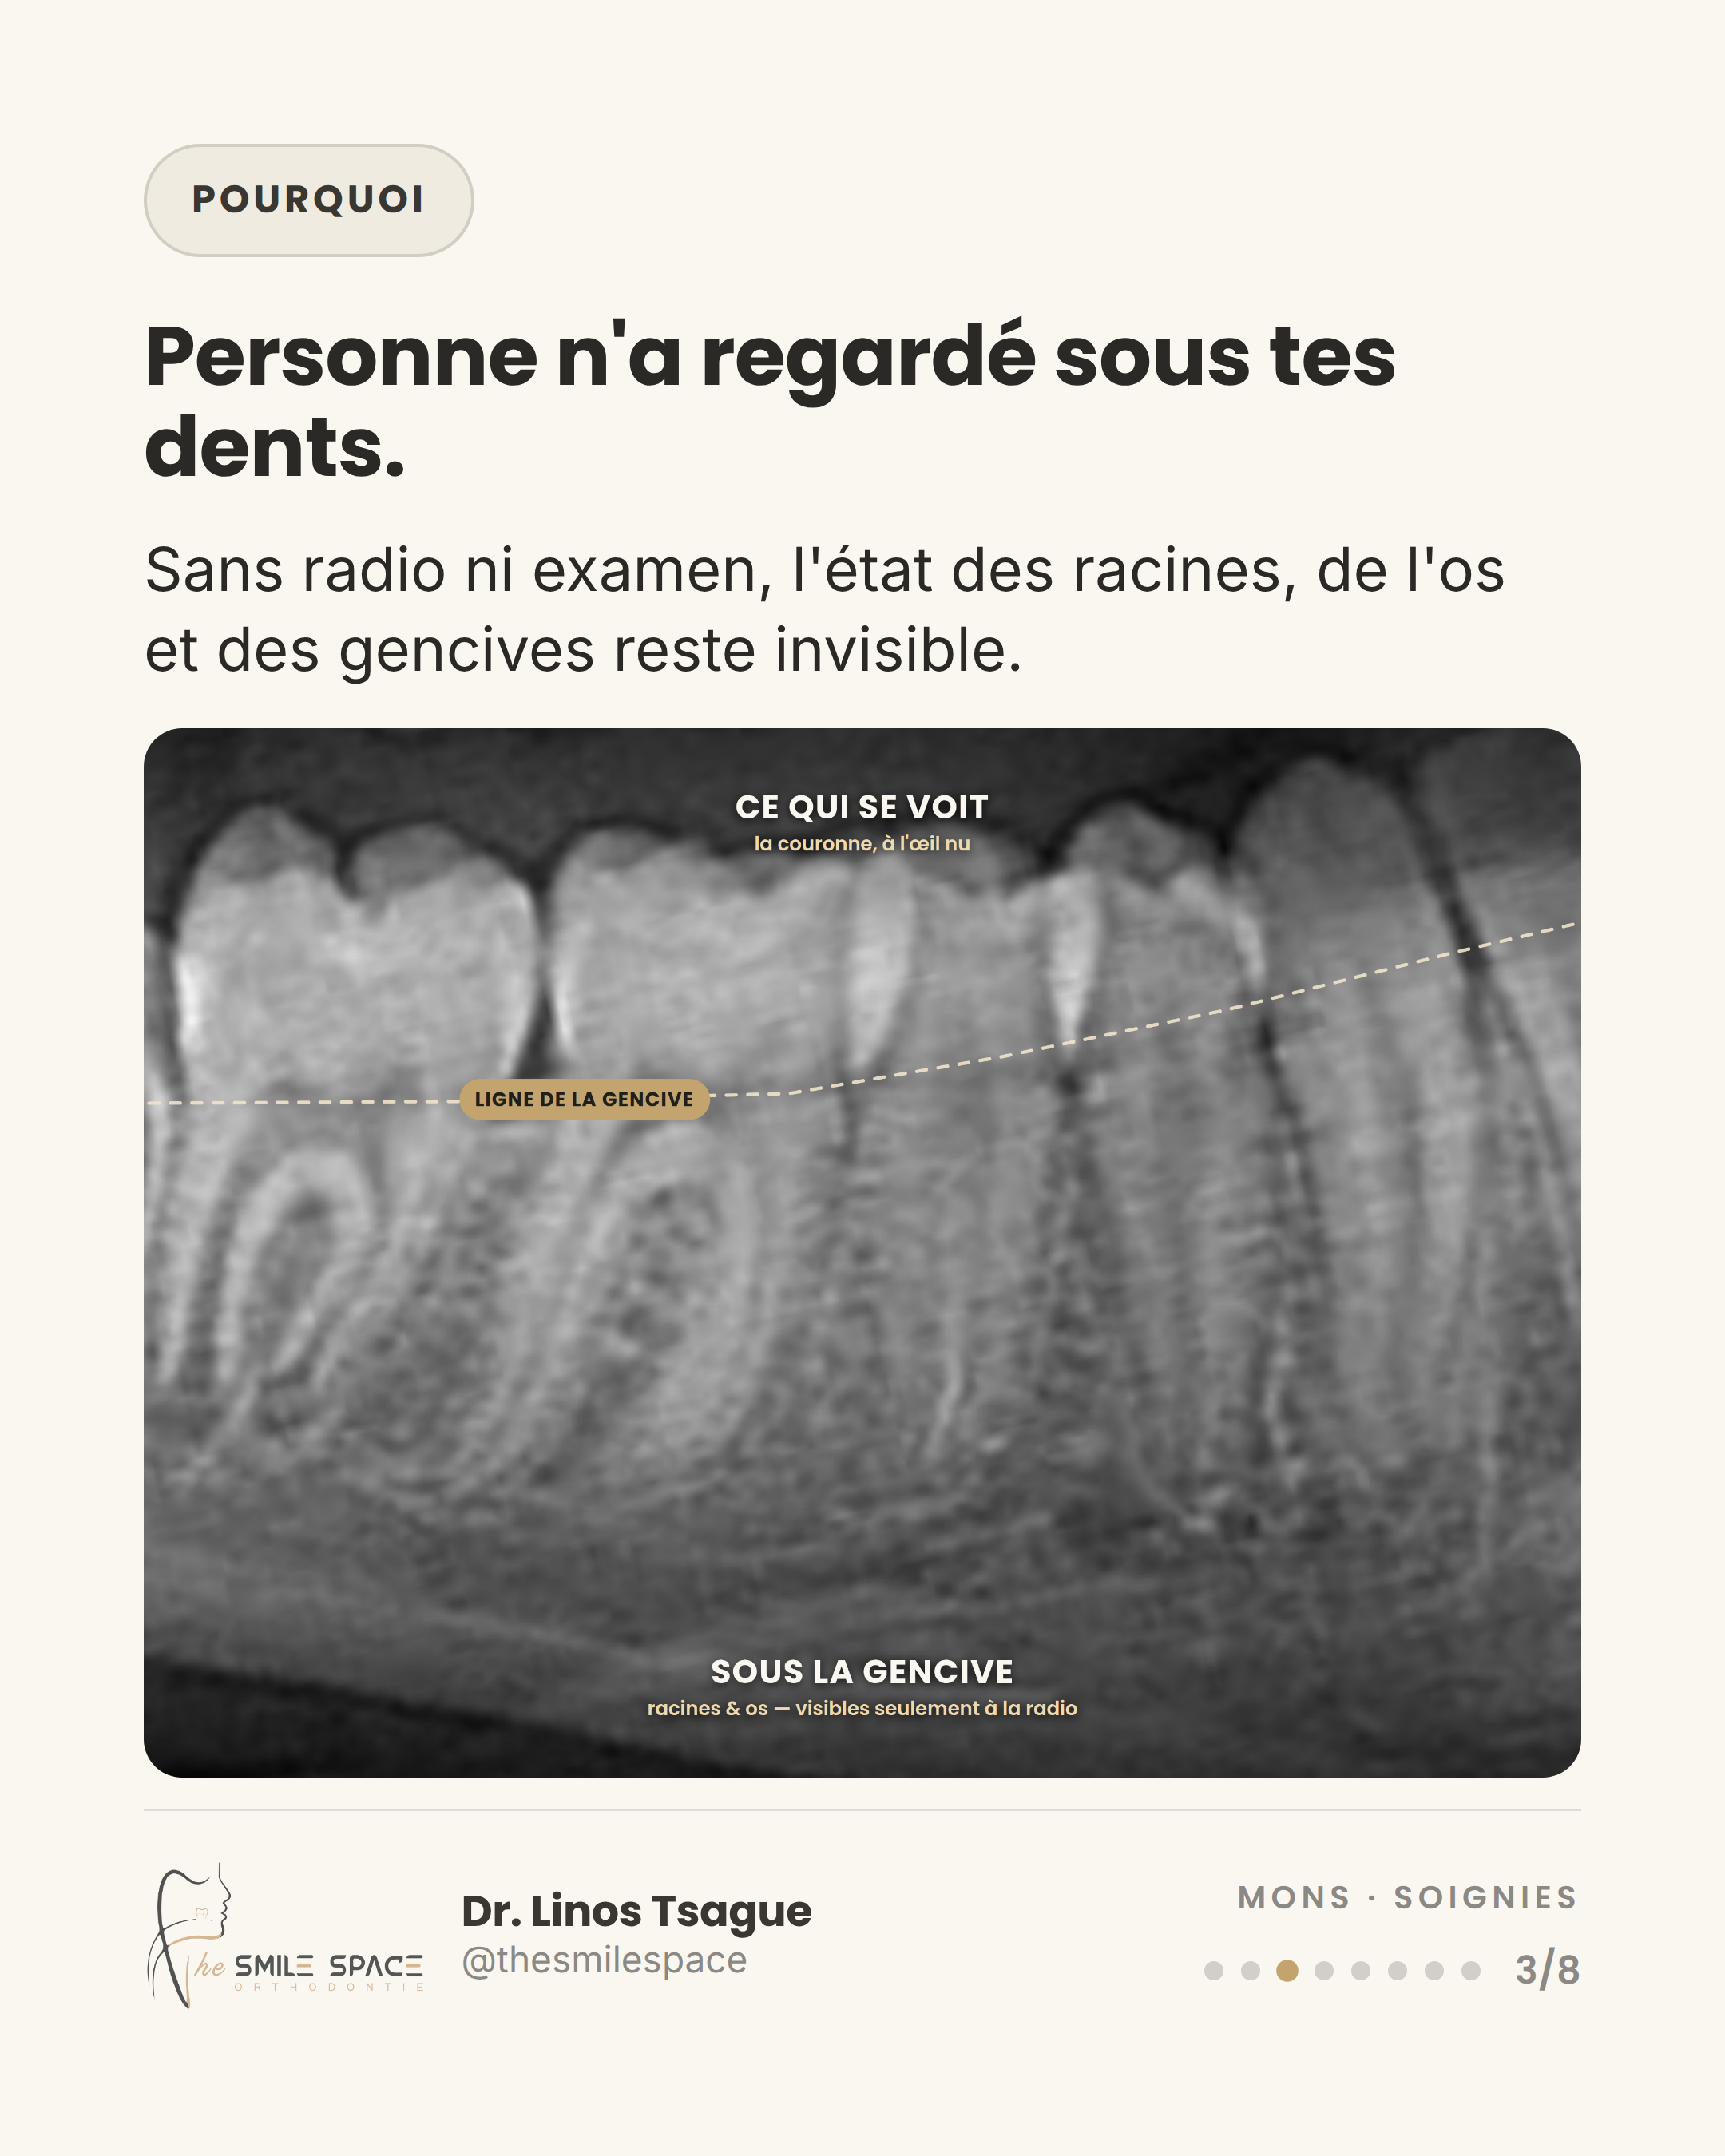 POURQUOI
Personne n'a regardé sous tes
dents.
Sans radio ni examen, l'état des racines, de l'os
et des gencives reste invisible.
CE QUI SE VOIT
la couronne, à l'œil nu
LIGNE DE LA GENCIVE
SOUS LA GENCIVE
racines & os — visibles seulement à la radio
The SMILE SPACE
ORTHODONTIE
Dr. Linos Tsague
@thesmilespace
MONS · SOIGNIES
3/8